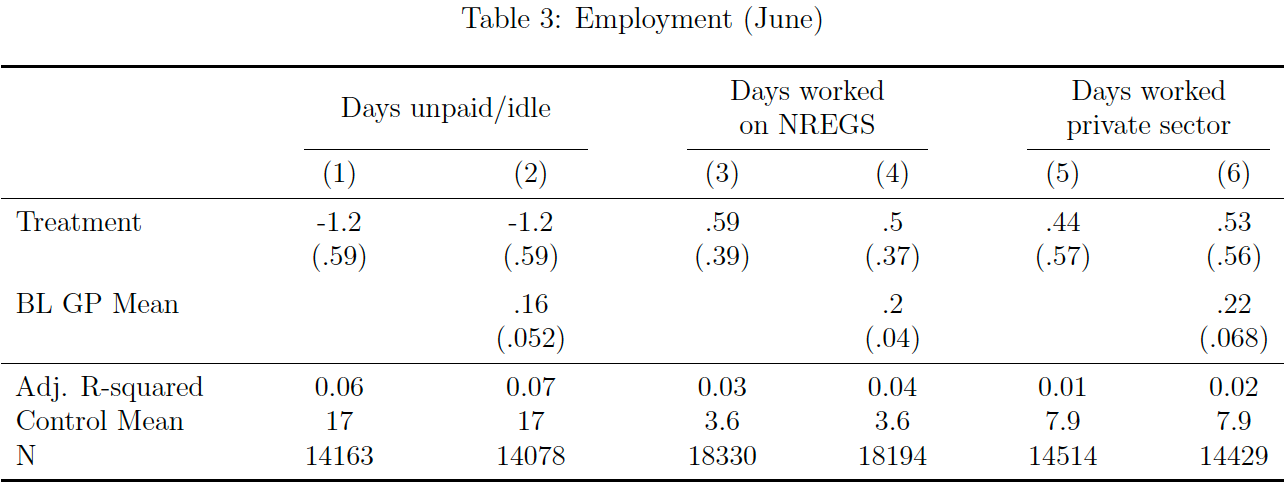 Table 3: Employment (June)
Days unpaid/idle Days worked on NREGS Days worked private sector
(1) (2) (3) (4) (5) (6)
Treatment -1.2 -1.2 .59 .5 .44 .53
(.59) (.59) (.39) (.37) (.57) (.56)
BL GP Mean .16 .2 .22
(.052) (.04) (.068)
Adj. R-squared 0.06 0.07 0.03 0.04 0.01 0.02
Control Mean 17 17 3.6 3.6 7.9 7.9
N 14163 14078 18330 18194 14514 14429